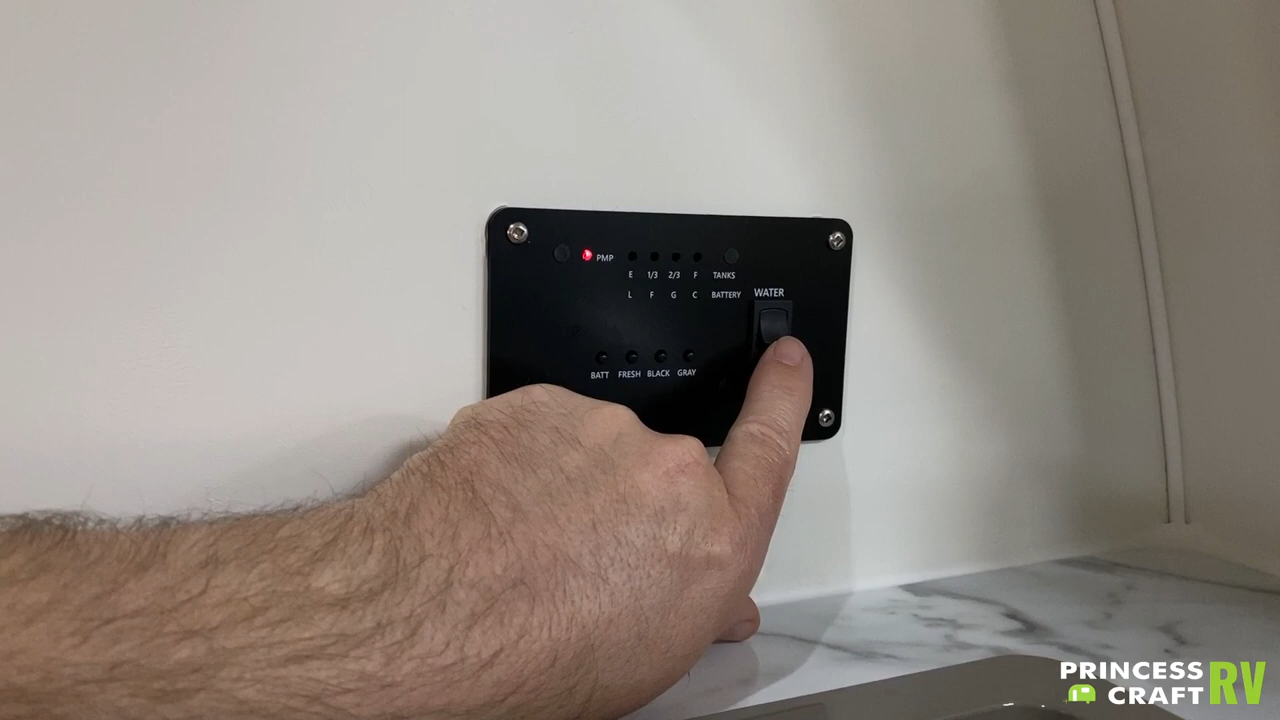 PMP
E 1/3 2/3 F TANKS
L F G C BATTERY
WATER
BATT FRESH BLACK GRAY
PRINCESS
CRAFT RV